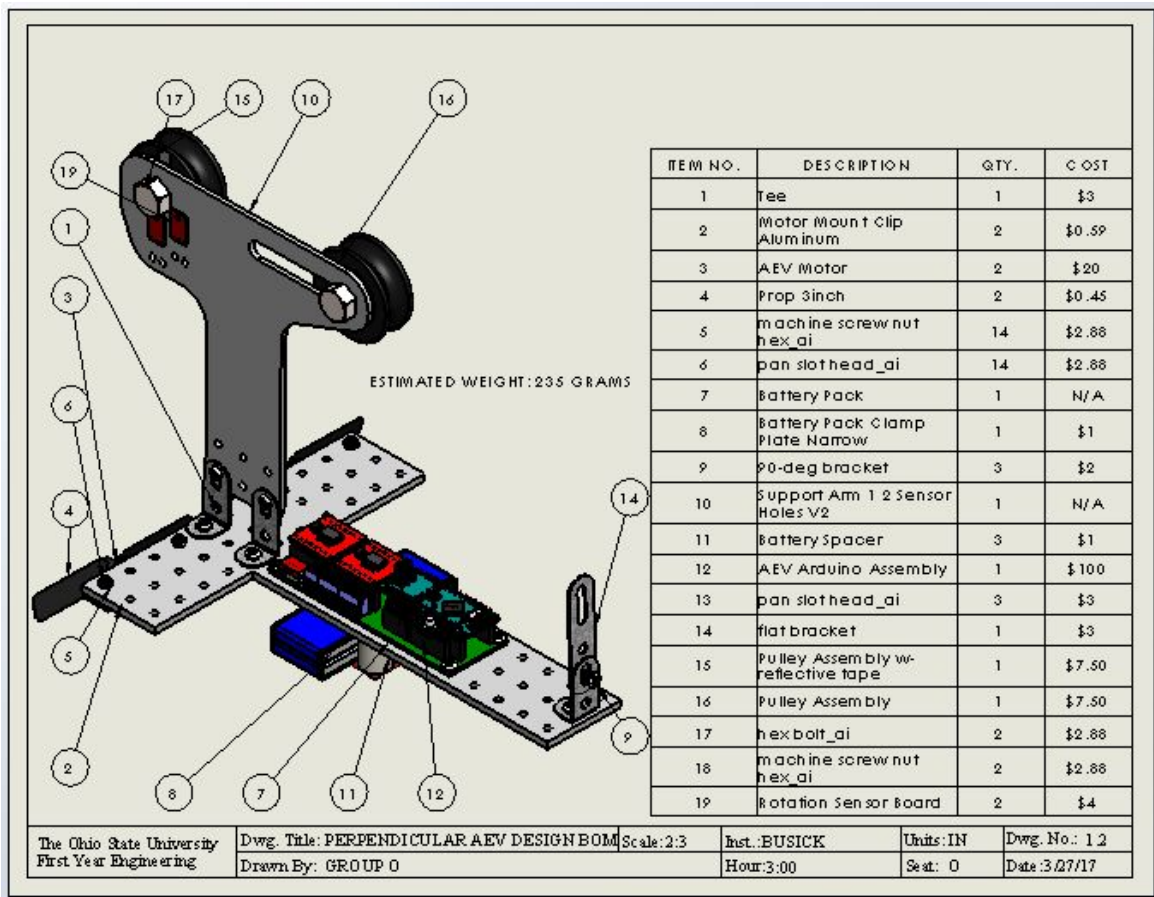 17
15
10
16
19
1
3
6
4
5
2
8
7
11
12
9
14
ESTIMATED WEIGHT: 235 GRAMS
ITEM NO. DESCRIPTION QTY. COST
1 Tee 1 $3
2 Motor Mount Clip
Aluminum 2 $0.59
3 AEV Motor 2 $20
4 Prop 3inch 2 $0.45
5 machine screw nut
hex_ai 14 $2.88
6 pan slot head_ai 14 $2.88
7 Battery Pack 1 N/A
8 Battery Pack Clamp
Plate Narrow 1 $1
9 90-deg bracket 3 $2
10 Support Arm 1 2 Sensor
Holes V2 1 N/A
11 Battery Spacer 3 $1
12 AEV Arduino Assembly 1 $100
13 pan slot head_ai 3 $3
14 flat bracket 1 $3
15 Pulley Assembly w-
reflective tape 1 $7.50
16 Pulley Assembly 1 $7.50
17 hex bolt_ai 2 $2.88
18 machine screw nut
hex_ai 2 $2.88
19 Rotation Sensor Board 2 $4
The Ohio State University
First Year Engineering
Dwg. Title: PERPENDICULAR AEV DESIGN BOM Scale: 2:3 Inst.: BUSICK Units: IN Dwg. No.: 12
Drawn By: GROUP O Hour: 3:00 Seat: O Date: 3/27/17